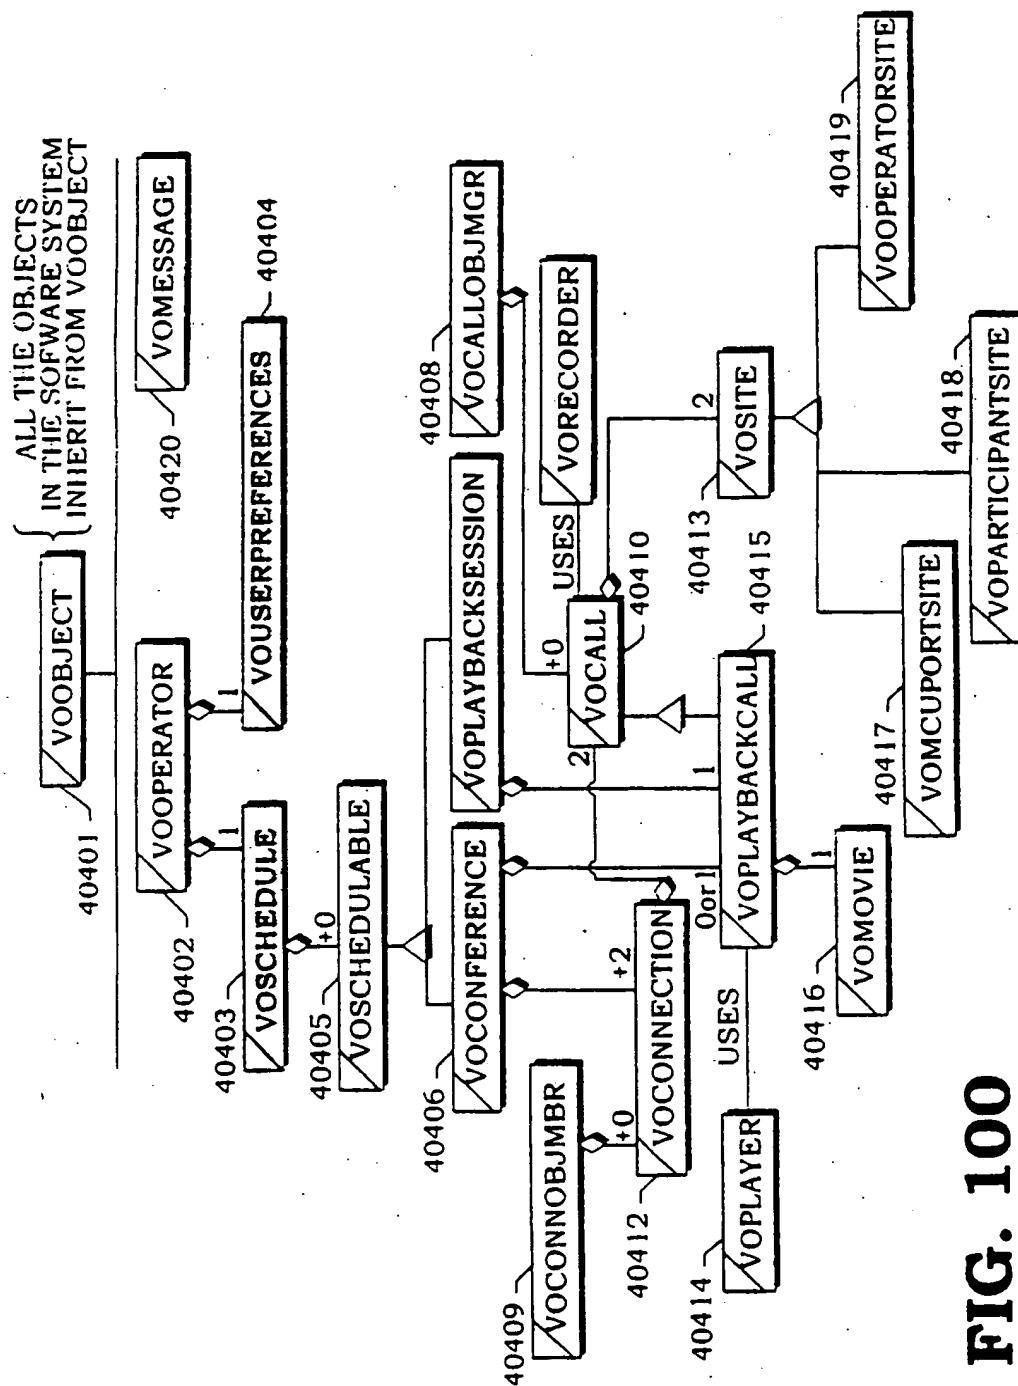 ALL THE OBJECTS
IN THE SOFWARE SYSTEM
INHERIT FROM VOOBJECT
VOOBJECT
40401
VOOPERATOR
40402
VOMESSAGE
40420
VOSCHEDULE
1
40403
VOUSERPREFERENCES
1
40404
VOSCHEDULABLE
+0
40405
VOCONFERENCE
40406
VOPLAYBACKSESSION
VOCALLOBJMGR
40408
VOCONNOBJMBR
40409
VORECORDER
USES
VOCALL
+0
2
40410
VOCONNECTION
+0
+2
40412
VOSITE
2
40413
VOPLAYER
40414
USES
VOPLAYBACKCALL
0or1
1
40415
VOMOVIE
1
40416
VOMCUPORTSITE
40417
VOPARTICIPANTSITE
40418
VOOPERATORSITE
40419
FIG. 100